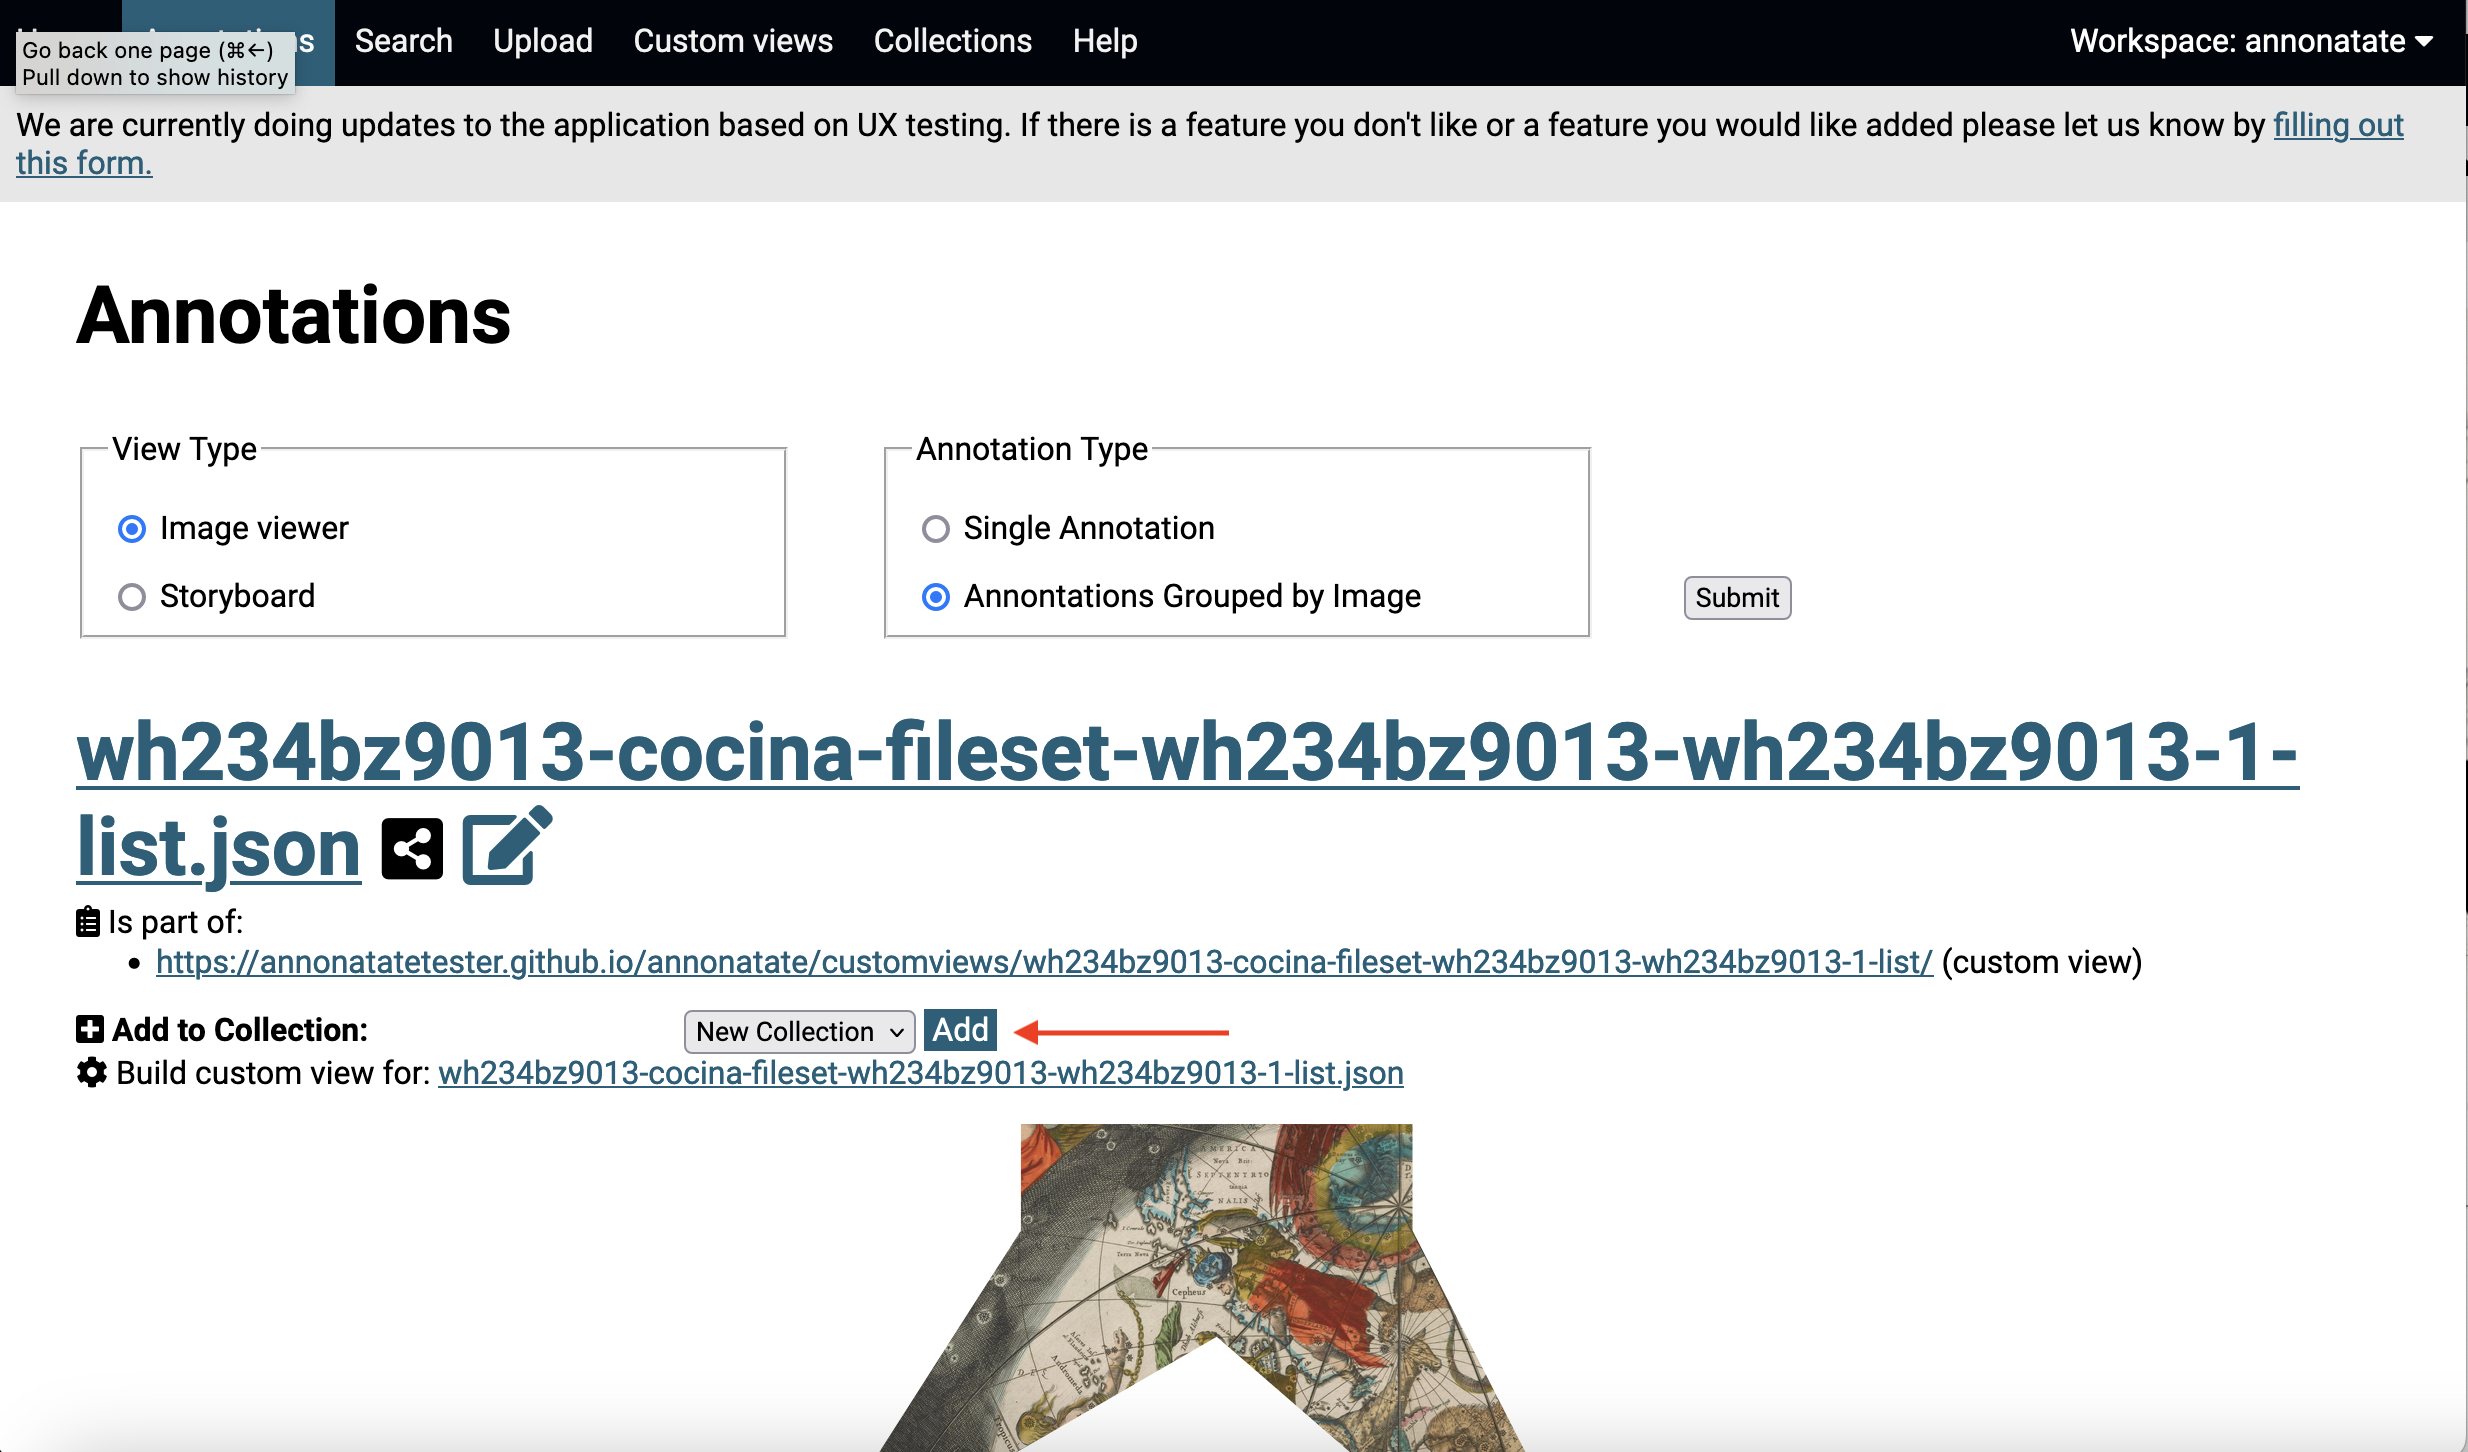 Search Upload Custom views Collections Help Workspace: annonatate
Go back one page (⌘←)
Pull down to show history
We are currently doing updates to the application based on UX testing. If there is a feature you don't like or a feature you would like added please let us know by filling out
this form.
Annotations
View Type
Image viewer
Storyboard
Annotation Type
Single Annotation
Annontations Grouped by Image
Submit
wh234bz9013-cocina-fileset-wh234bz9013-wh234bz9013-1-
list.json
Is part of:
https://annonatatetester.github.io/annonatate/customviews/wh234bz9013-cocina-fileset-wh234bz9013-wh234bz9013-1-list/ (custom view)
Add to Collection: New Collection Add
Build custom view for: wh234bz9013-cocina-fileset-wh234bz9013-wh234bz9013-1-list.json
AMERICA
SEPTENTRIO
NALIS
Terra Nova
Cepheus
Andromeda